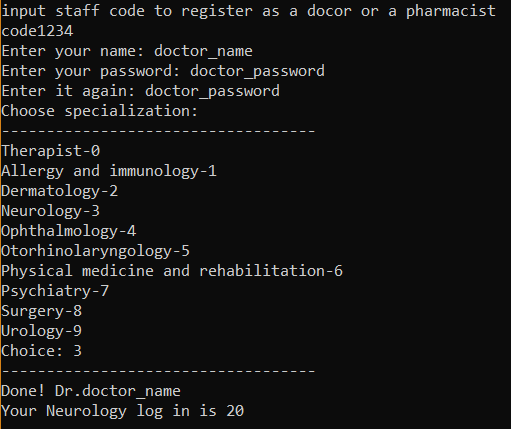 input staff code to register as a docor or a pharmacist
code1234
Enter your name: doctor_name
Enter your password: doctor_password
Enter it again: doctor_password
Choose specialization:
-----------------------------------
Therapist-0
Allergy and immunology-1
Dermatology-2
Neurology-3
Ophthalmology-4
Otorhinolaryngology-5
Physical medicine and rehabilitation-6
Psychiatry-7
Surgery-8
Urology-9
Choice: 3
-----------------------------------
Done! Dr.doctor_name
Your Neurology log in is 20